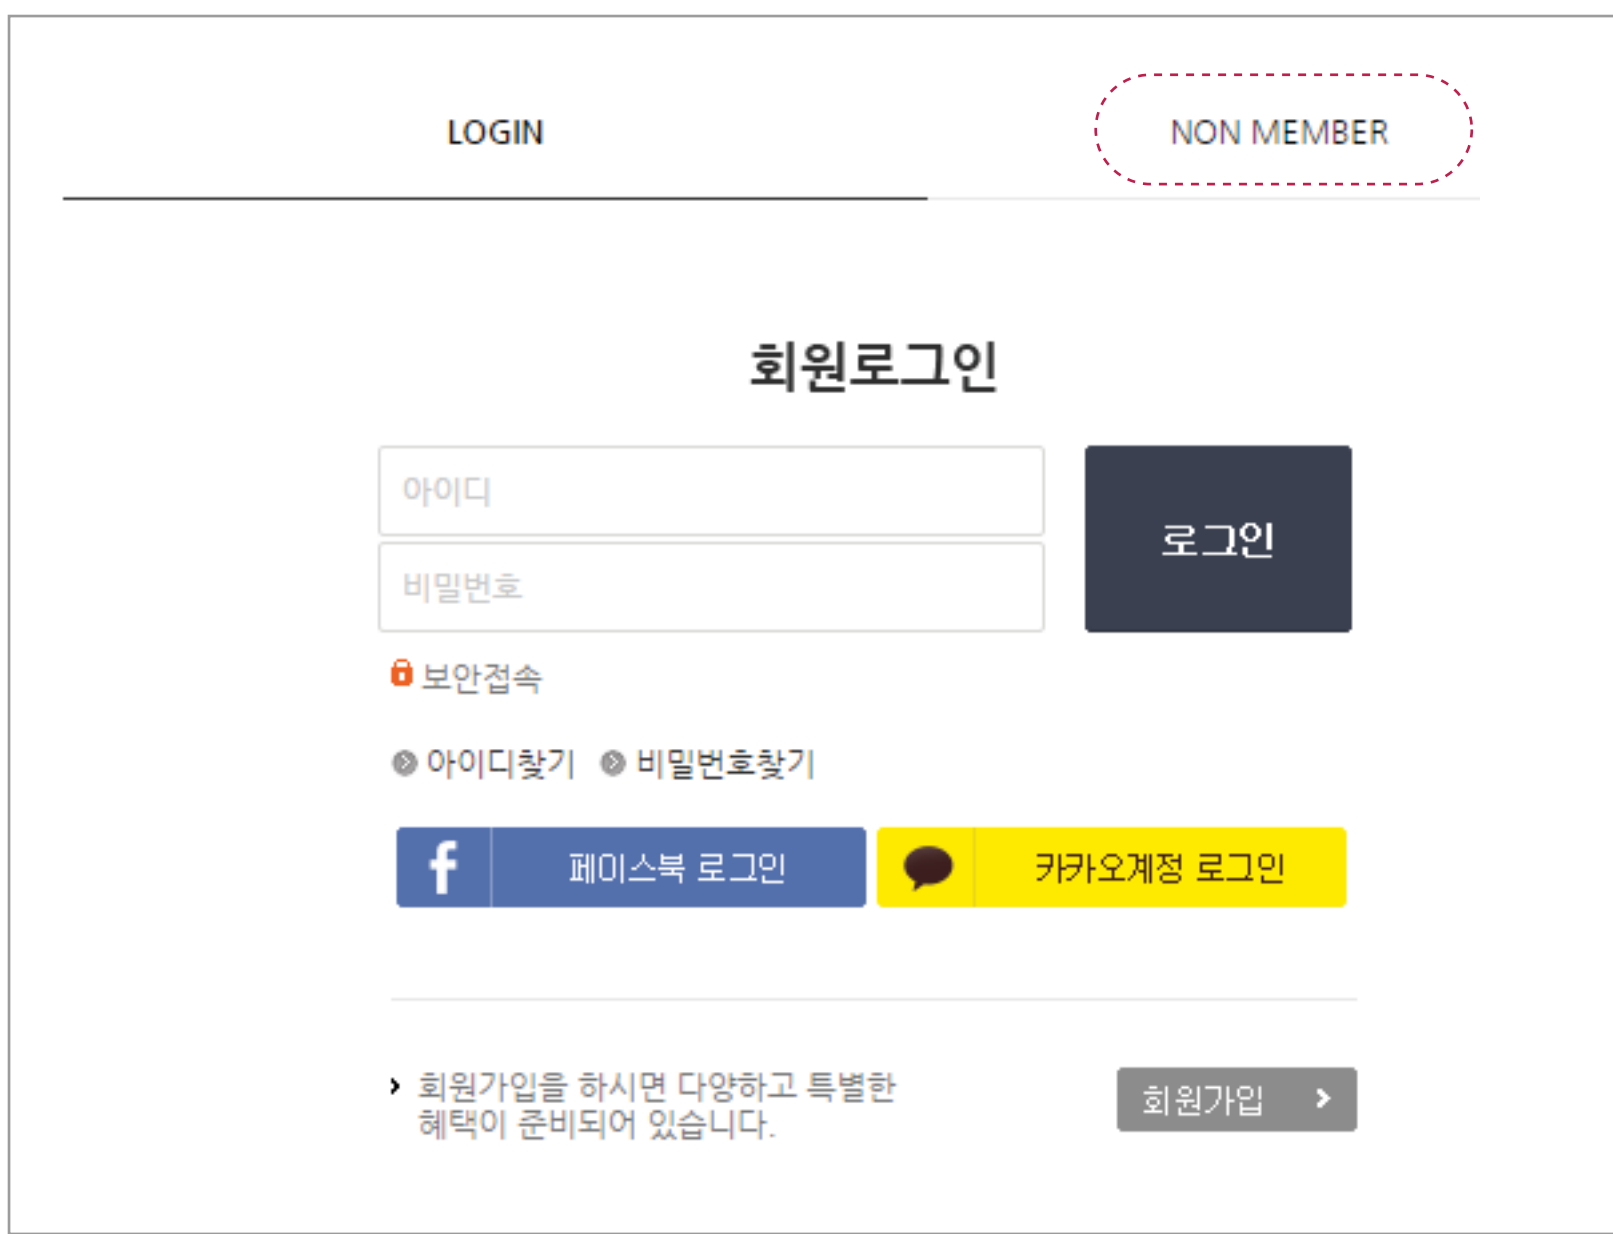 LOGIN
NON MEMBER
회원로그인
아이디
로그인
비밀번호
보안접속
아이디찾기 비밀번호찾기
f 페이스북 로그인
카카오계정 로그인
회원가입을 하시면 다양하고 특별한
혜택이 준비되어 있습니다.
회원가입